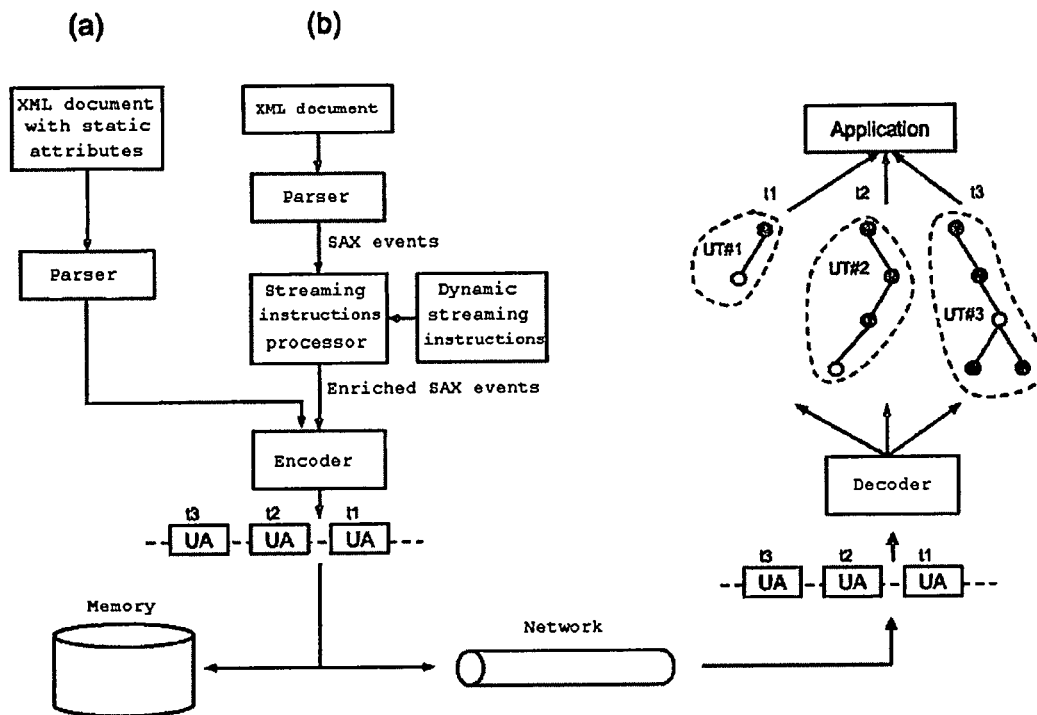 (a)
(b)
XML document
with static
attributes
XML document
Parser
Parser
SAX events
Streaming
instructions
processor
Dynamic
streaming
instructions
Enriched SAX events
Encoder
t3
t2
t1
UA
UA
UA
Memory
Network
Application
t1
t2
t3
UT#1
UT#2
UT#3
Decoder
t3
t2
t1
UA
UA
UA